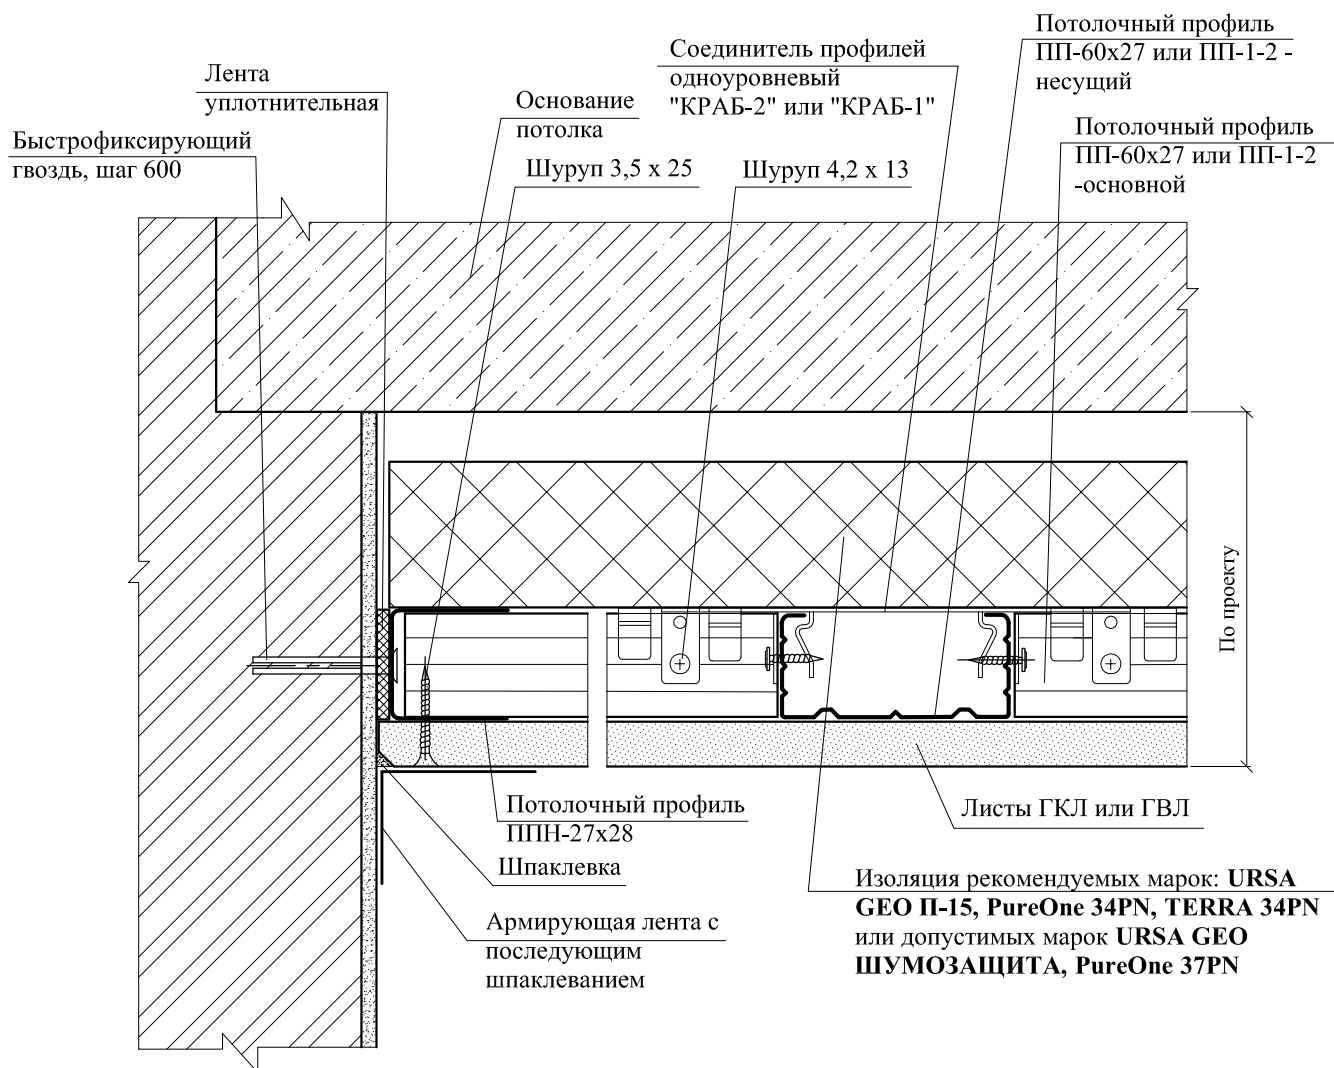 Потолочный профиль
ПП-60х27 или ПП-1-2 -
несущий
Соединитель профилей
одноуровневый
"КРАБ-2" или "КРАБ-1"
Лента
уплотнительная
Основание
потолка
Быстрофиксирующий
гвоздь, шаг 600
Потолочный профиль
ПП-60х27 или ПП-1-2
-основной
Шуруп 3,5 х 25
Шуруп 4,2 х 13
По проекту
Потолочный профиль
ППН-27х28
Листы ГКЛ или ГВЛ
Шпаклевка
Изоляция рекомендуемых марок: URSA
GEO П-15, PureOne 34PN, TERRA 34PN
или допустимых марок URSA GEO
ШУМОЗАЩИТА, PureOne 37PN
Армирующая лента с
последующим
шпаклеванием